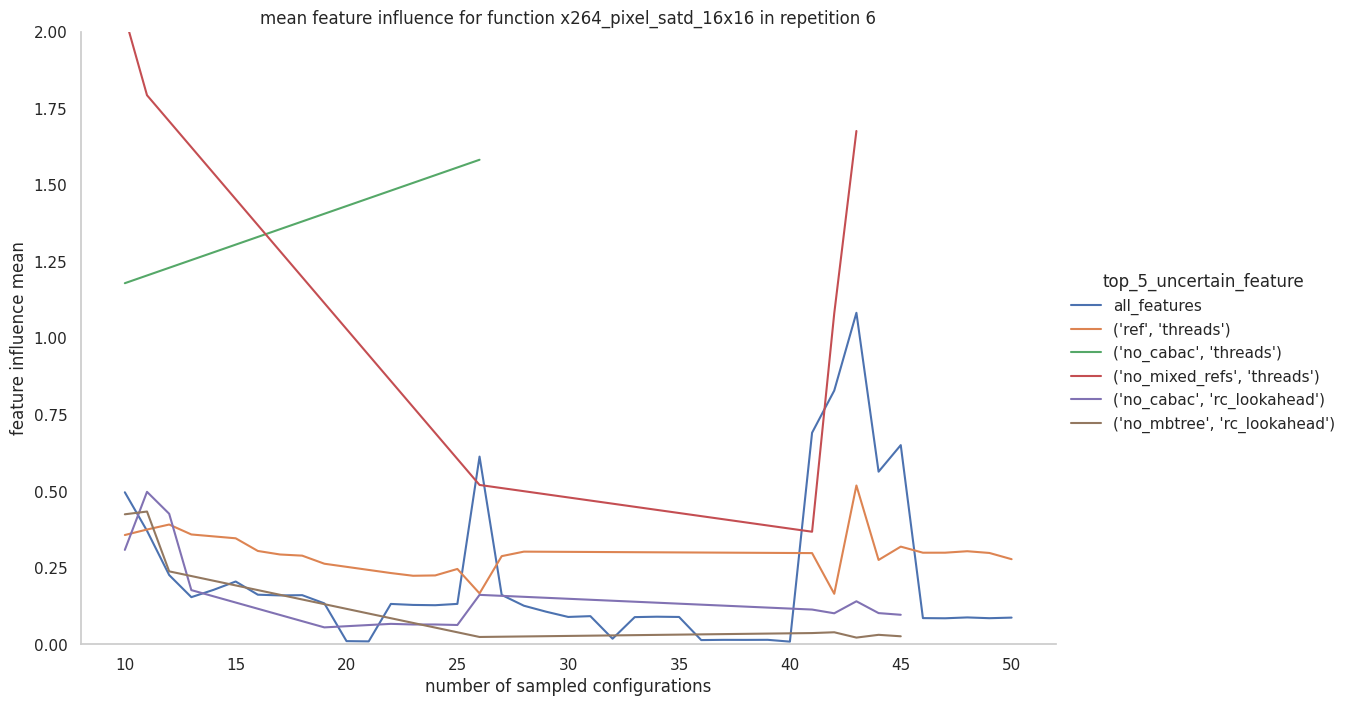 mean feature influence for function x264_pixel_satd_16x16 in repetition 6
feature influence mean
2.00
1.75
1.50
1.25
1.00
0.75
0.50
0.25
0.00
10 15 20 25 30 35 40 45 50
number of sampled configurations
top_5_uncertain_feature
all_features
('ref', 'threads')
('no_cabac', 'threads')
('no_mixed_refs', 'threads')
('no_cabac', 'rc_lookahead')
('no_mbtree', 'rc_lookahead')